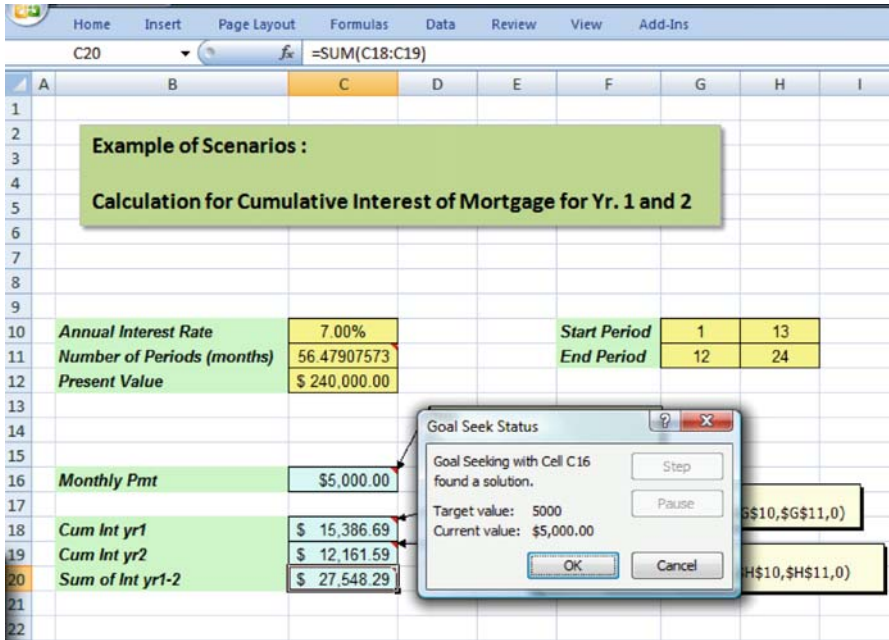 Home Insert Page Layout Formulas Data Review View Add-Ins
C20 fx =SUM(C18:C19)
A B C D E F G H I
1
2
Example of Scenarios :
3
4
Calculation for Cumulative Interest of Mortgage for Yr. 1 and 2
5
6
7
8
9
10 Annual Interest Rate 7.00% Start Period 1 13
11 Number of Periods (months) 56.47907573 End Period 12 24
12 Present Value $ 240,000.00
13
14
15
16 Monthly Pmt $5,000.00
17
18 Cum Int yr1 $ 15,386.69
19 Cum Int yr2 $ 12,161.59
20 Sum of Int yr1-2 $ 27,548.29
21
22
Goal Seek Status
Goal Seeking with Cell C16
found a solution.
Step
Target value: 5000
Pause
Current value: $5,000.00
OK Cancel
$10,$G$11,0)
H$10,$H$11,0)